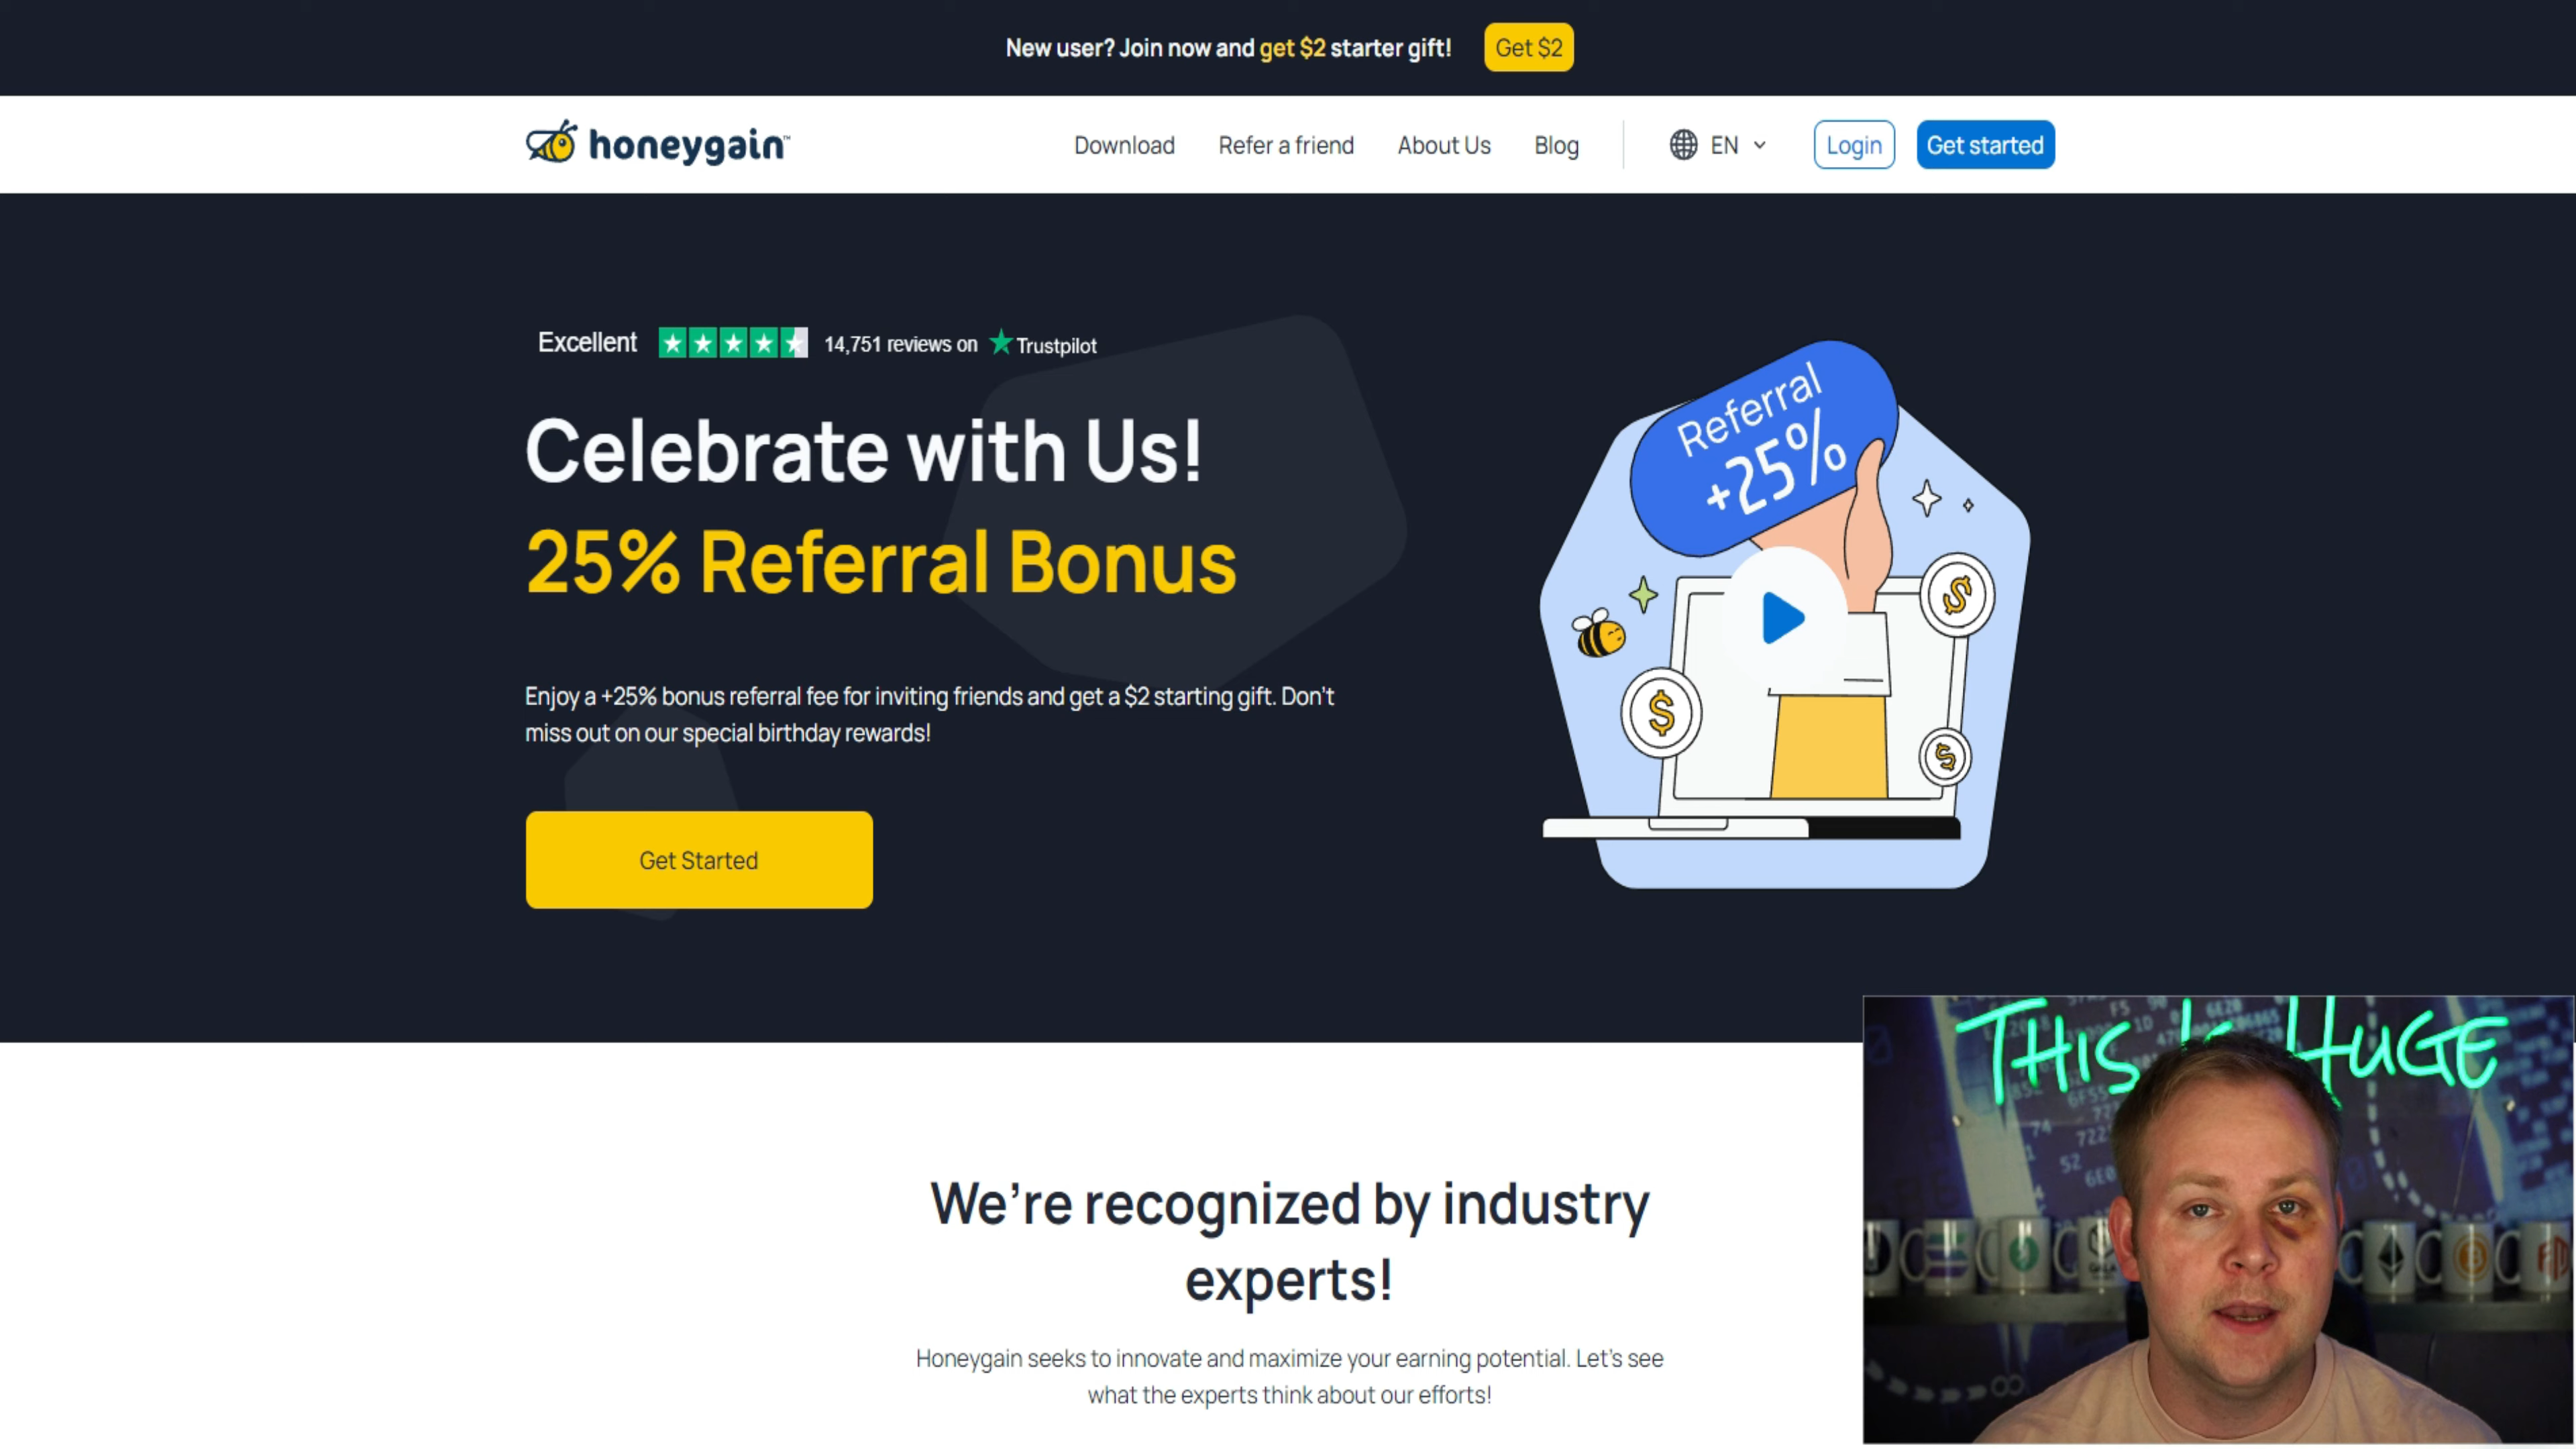 New user? Join now and get $2 starter gift!
Get $2
honeygain™
Download
Refer a friend
About Us
Blog
EN
Login
Get started
Excellent
14,751 reviews on Trustpilot
Celebrate with Us!
25% Referral Bonus
Enjoy a +25% bonus referral fee for inviting friends and get a $2 starting gift. Don't
miss out on our special birthday rewards!
Get Started
Referral
+25%
We're recognized by industry
experts!
Honeygain seeks to innovate and maximize your earning potential. Let's see
what the experts think about our efforts!
THIS IS HUGE